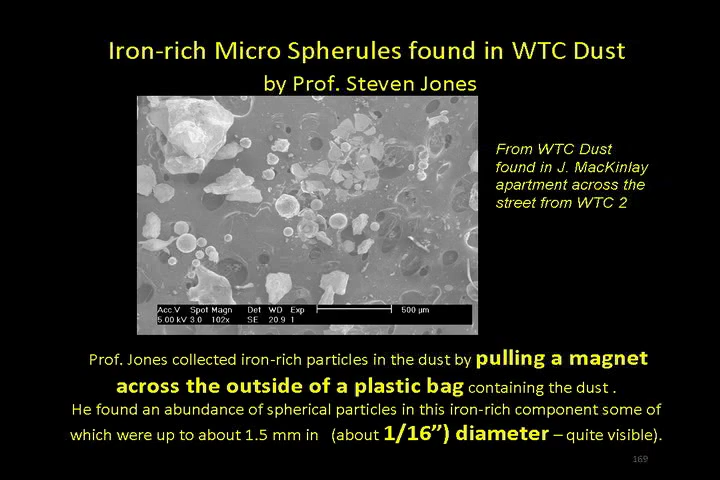 Iron-rich Micro Spherules found in WTC Dust
by Prof. Steven Jones
From WTC Dust
found in J. MacKinlay
apartment across the
street from WTC 2
Acc V Spot Magn Det WD Exp 500 µm
5.00 kV 3.0 102x SE 20.9 1
Prof. Jones collected iron-rich particles in the dust by pulling a magnet
across the outside of a plastic bag containing the dust .
He found an abundance of spherical particles in this iron-rich component some of
which were up to about 1.5 mm in (about 1/16”) diameter – quite visible).
169